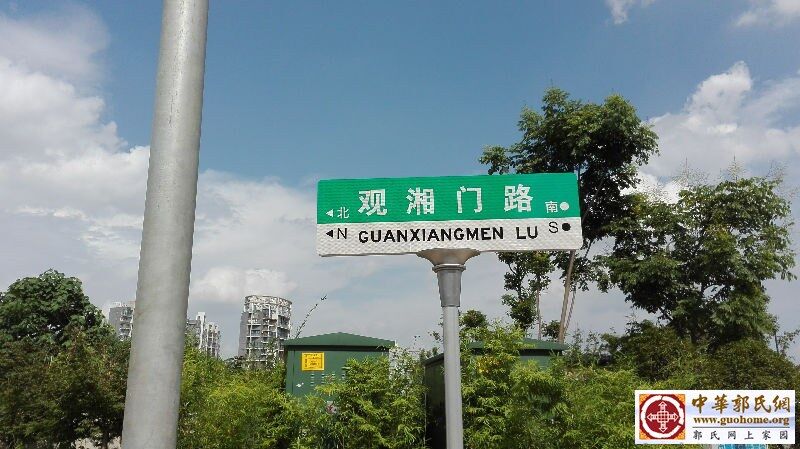 ◀北 观湘门路 南●
◀N GUANXIANGMEN LU S●
中華郭氏網
www.guohome.org
郭氏网上家园